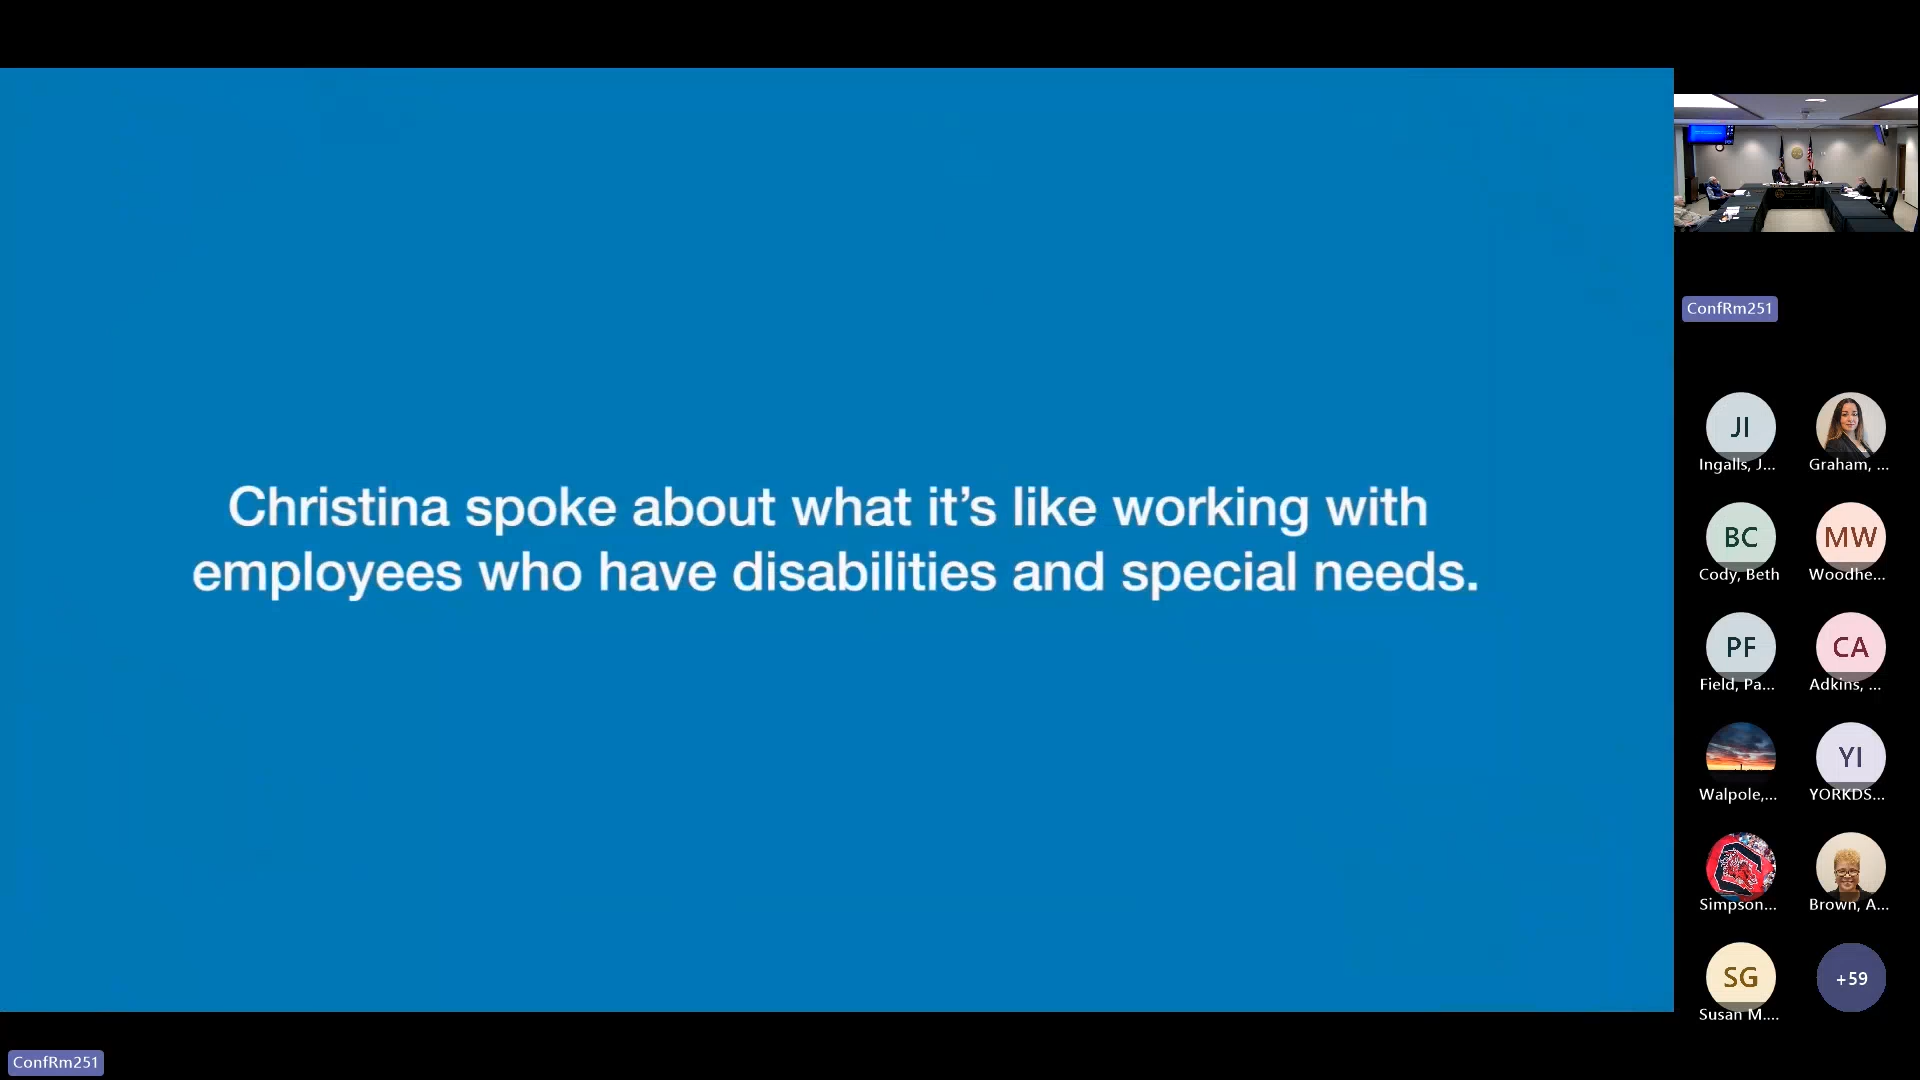 Christina spoke about what it's like working with
employees who have disabilities and special needs.
ConfRm251
JI
Ingalls, J...
Graham, ...
BC
Cody, Beth
MW
Woodhe...
PF
Field, Pa...
CA
Adkins, ...
Walpole,...
YI
YORKDS...
Simpson...
Brown, A...
SG
Susan M....
+59
ConfRm251